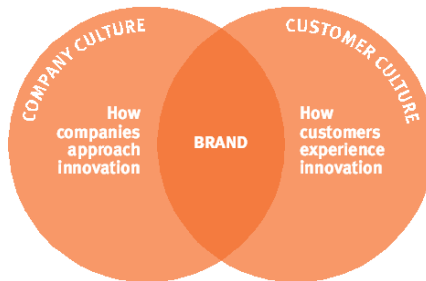 COMPANY CULTURE
CUSTOMER CULTURE
How
companies
approach
innovation
BRAND
How
customers
experience
innovation